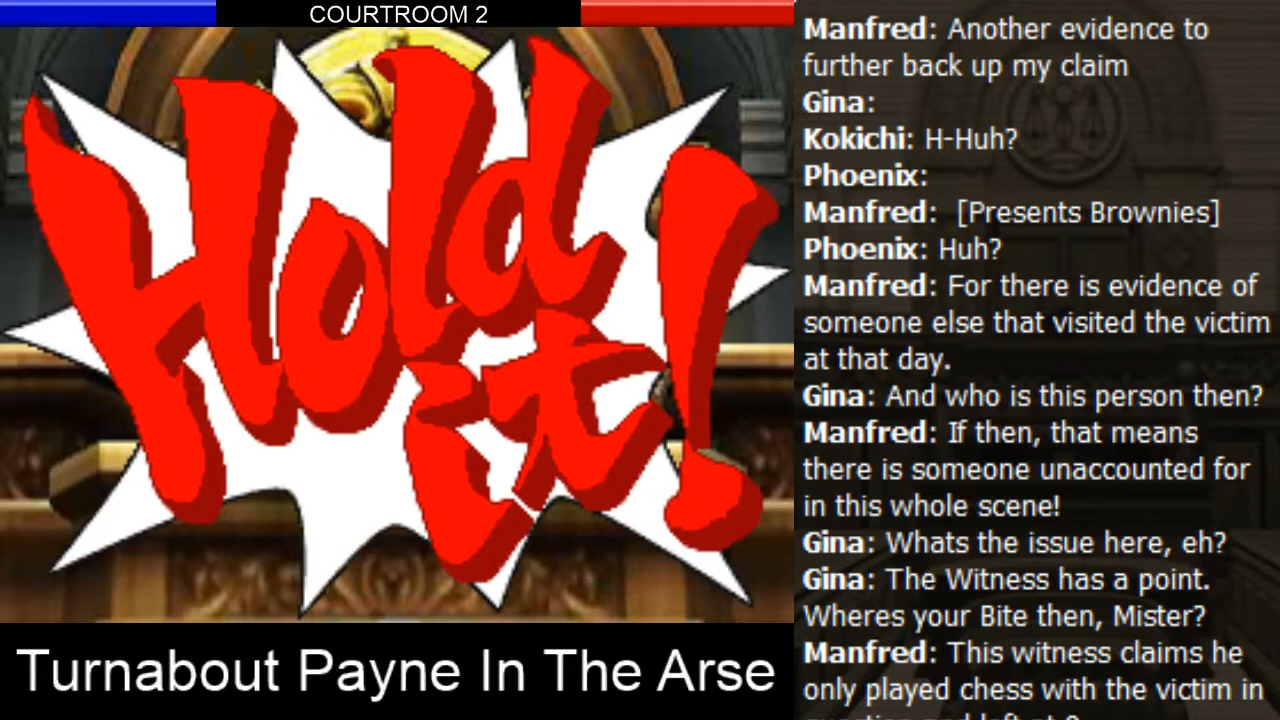 COURTROOM 2
Hold
it!
Turnabout Payne In The Arse
Manfred: Another evidence to
further back up my claim
Gina:
Kokichi: H-Huh?
Phoenix:
Manfred: [Presents Brownies]
Phoenix: Huh?
Manfred: For there is evidence of
someone else that visited the victim
at that day.
Gina: And who is this person then?
Manfred: If then, that means
there is someone unaccounted for
in this whole scene!
Gina: Whats the issue here, eh?
Gina: The Witness has a point.
Wheres your Bite then, Mister?
Manfred: This witness claims he
only played chess with the victim in